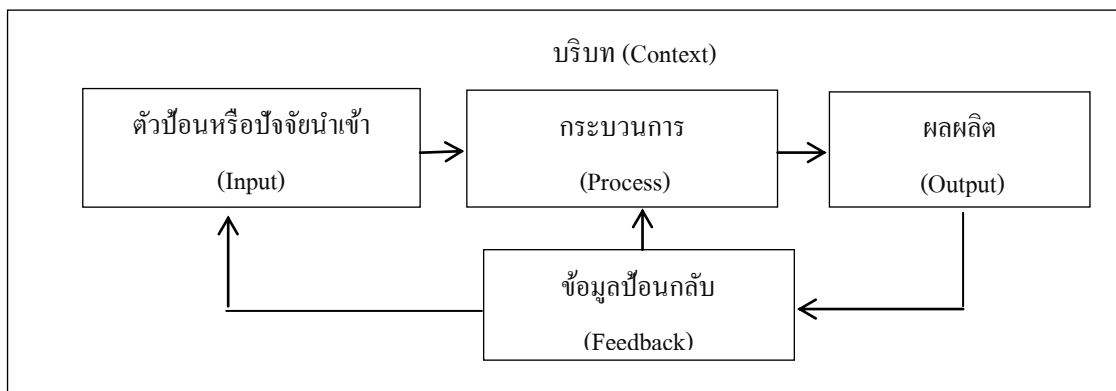 บริบท (Context)
ตัวป้อนหรือปัจจัยนำเข้า
(Input)
กระบวนการ
(Process)
ผลผลิต
(Output)
ข้อมูลป้อนกลับ
(Feedback)